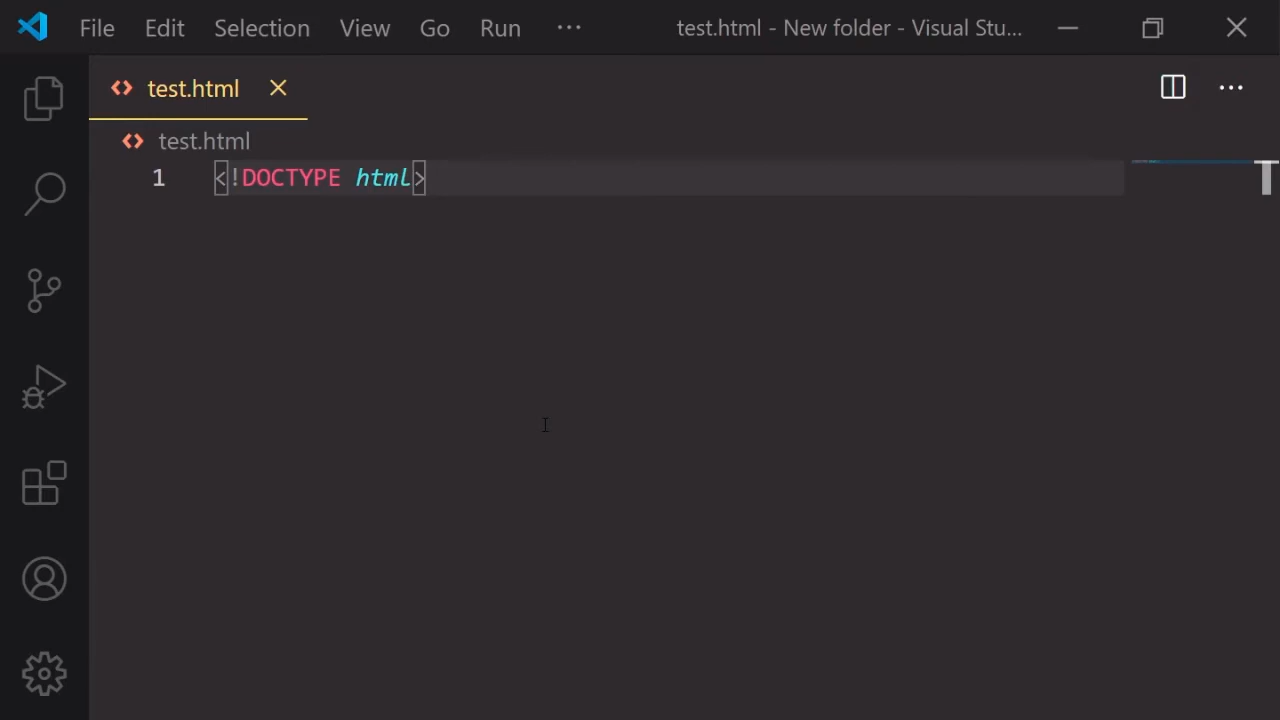 File Edit Selection View Go Run ··· test.html - New folder - Visual Stu...
test.html
test.html
1 <!DOCTYPE html>